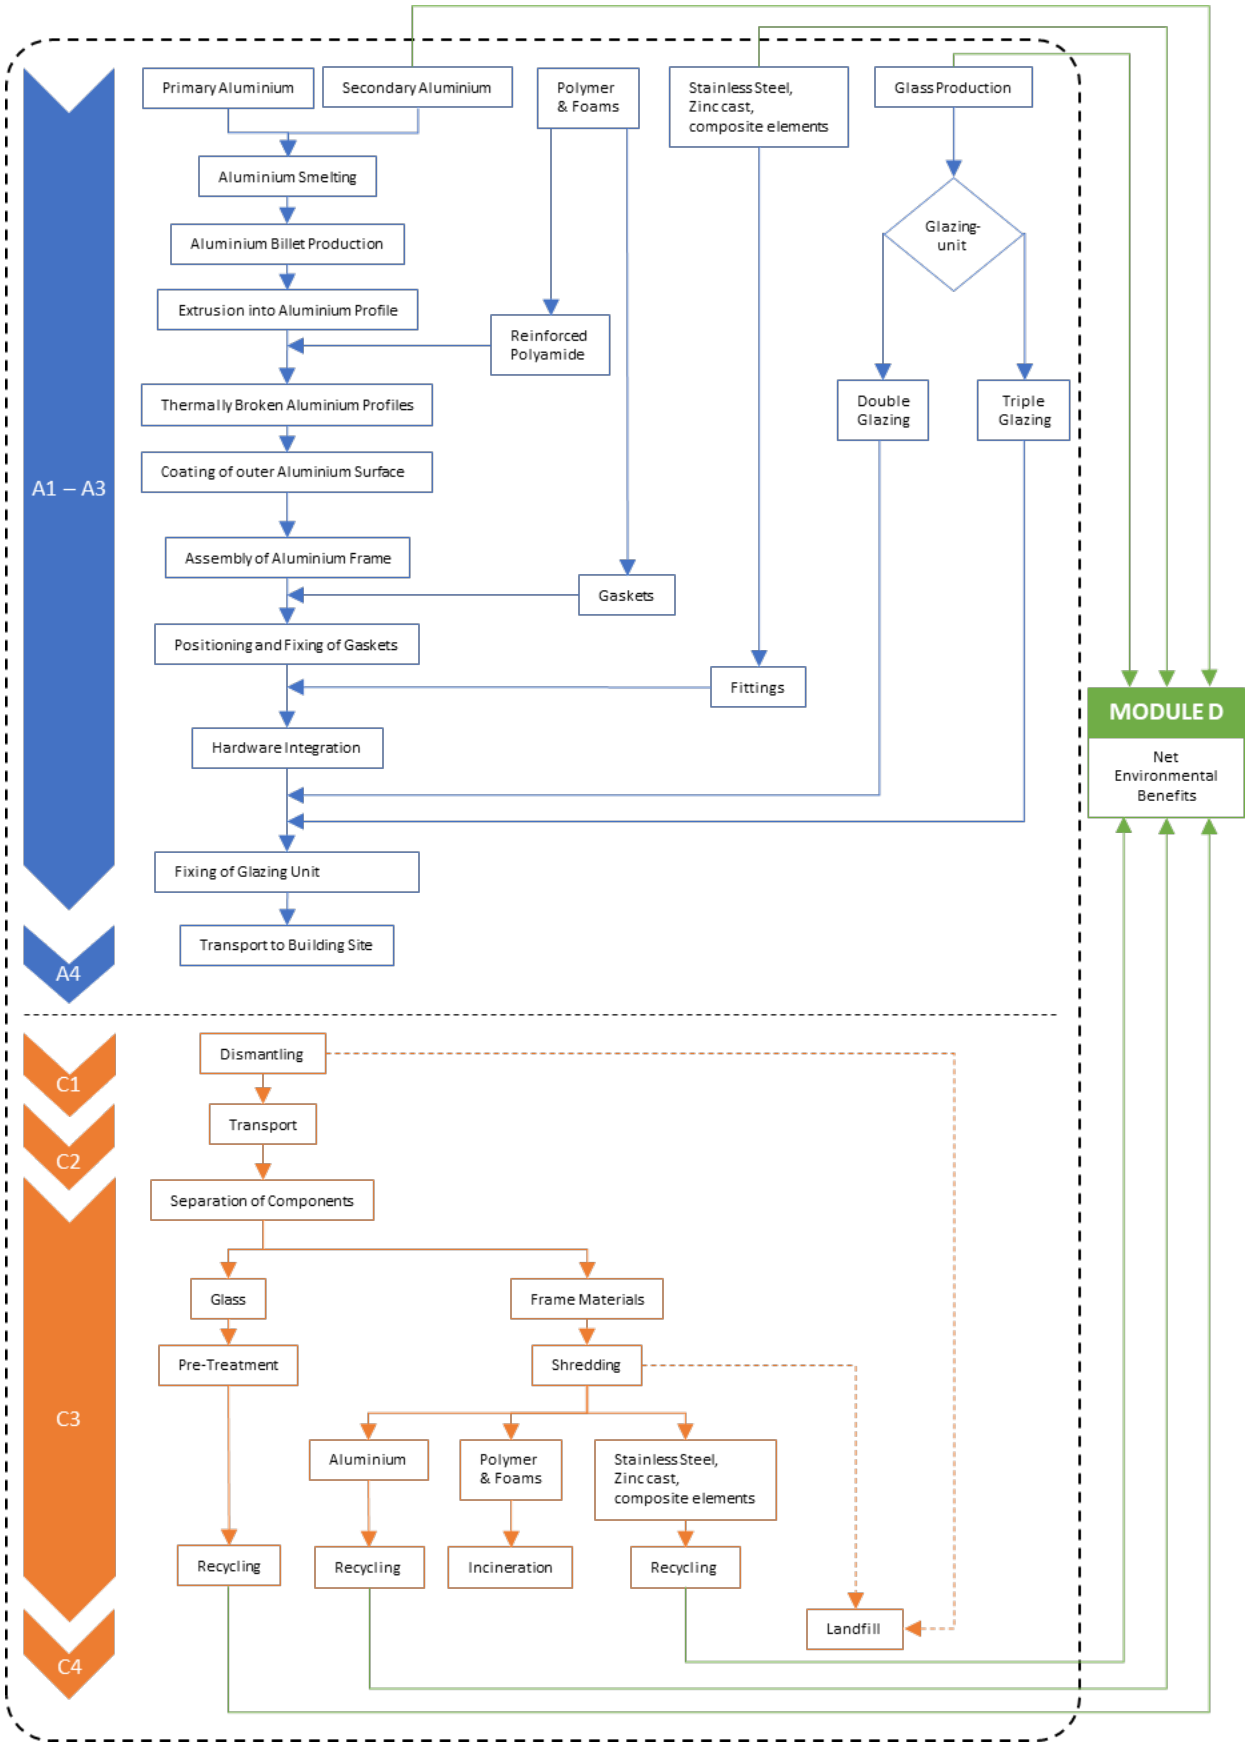 Primary Aluminium
Secondary Aluminium
Polymer
& Foams
Stainless Steel,
Zinc cast,
composite elements
Glass Production
Aluminium Smelting
Glazing-
unit
Aluminium Billet Production
Extrusion into Aluminium Profile
Reinforced
Polyamide
Thermally Broken Aluminium Profiles
Double
Glazing
Triple
Glazing
Coating of outer Aluminium Surface
A1 – A3
Assembly of Aluminium Frame
Gaskets
Positioning and Fixing of Gaskets
Fittings
MODULE D
Net
Environmental
Benefits
Hardware Integration
Fixing of Glazing Unit
Transport to Building Site
A4
Dismantling
C1
Transport
C2
Separation of Components
Glass
Frame Materials
Pre-Treatment
Shredding
C3
Aluminium
Polymer
& Foams
Stainless Steel,
Zinc cast,
composite elements
Recycling
Recycling
Incineration
Recycling
Landfill
C4